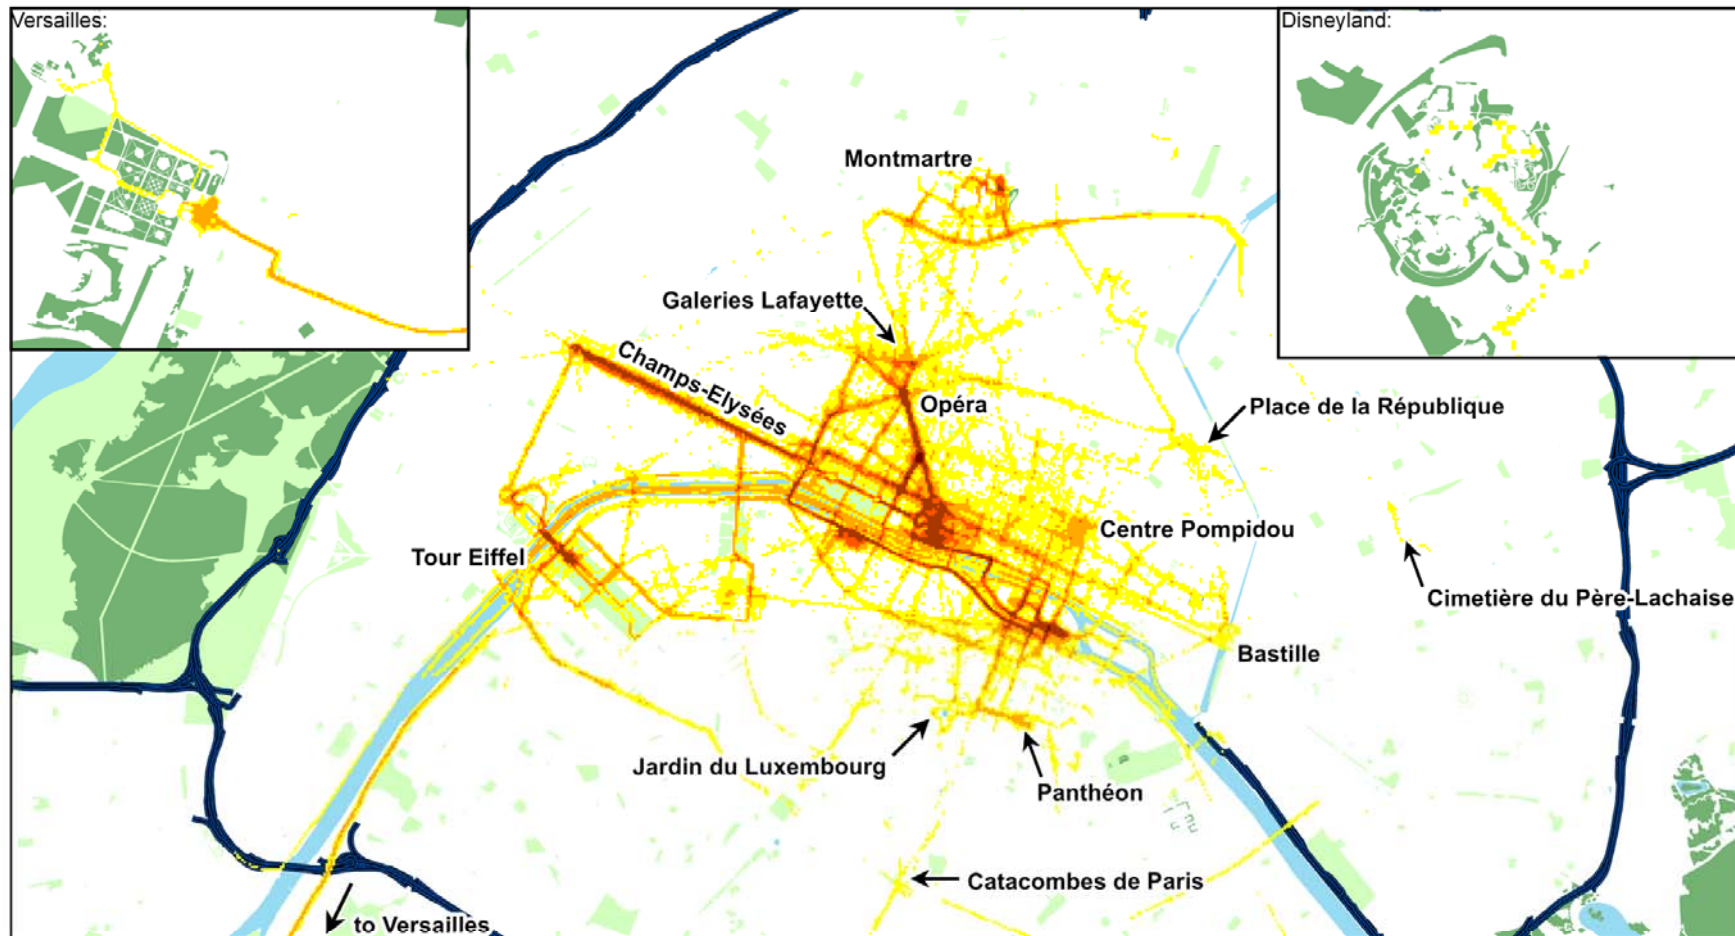 Versailles:
Disneyland:
Montmartre
Galeries Lafayette
Champs-Elysées
Opéra
Place de la République
Centre Pompidou
Tour Eiffel
Cimetière du Père-Lachaise
Bastille
Jardin du Luxembourg
Panthéon
Catacombes de Paris
to Versailles